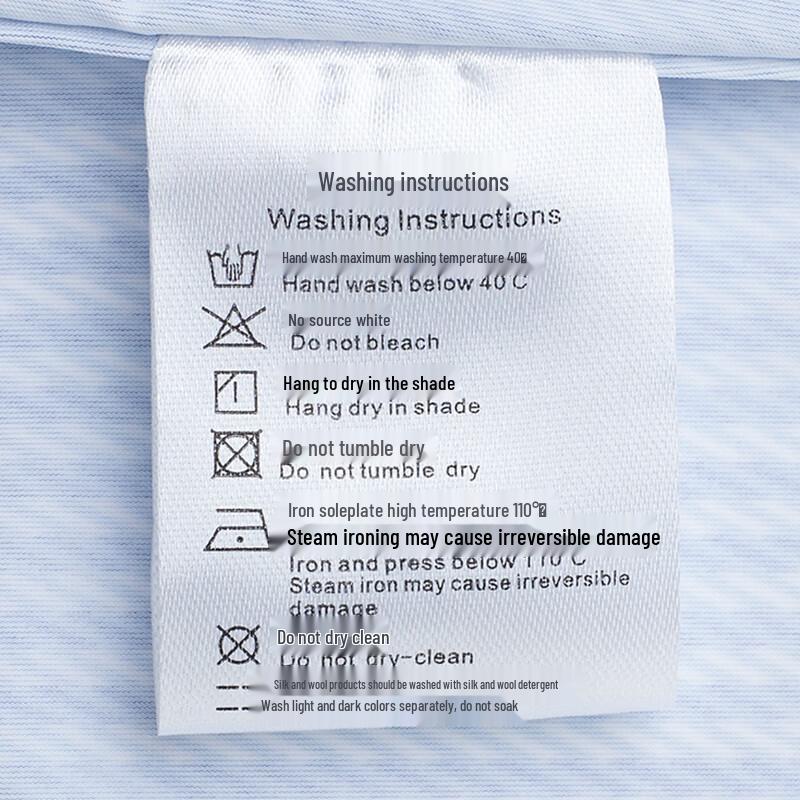 Washing instructions
Washing Instructions
Hand wash maximum washing temperature 40
Hand wash below 40°C
No source white
Do not bleach
Hang to dry in the shade
Hang dry in shade
Do not tumble dry
Do not tumble dry
Iron soleplate high temperature 110°
Steam ironing may cause irreversible damage
Iron and press below 110°C
Steam iron may cause irreversible
damage
Do not dry clean
Do not dry-clean
Silk and wool products should be washed with silk and wool detergent
Wash light and dark colors separately, do not soak